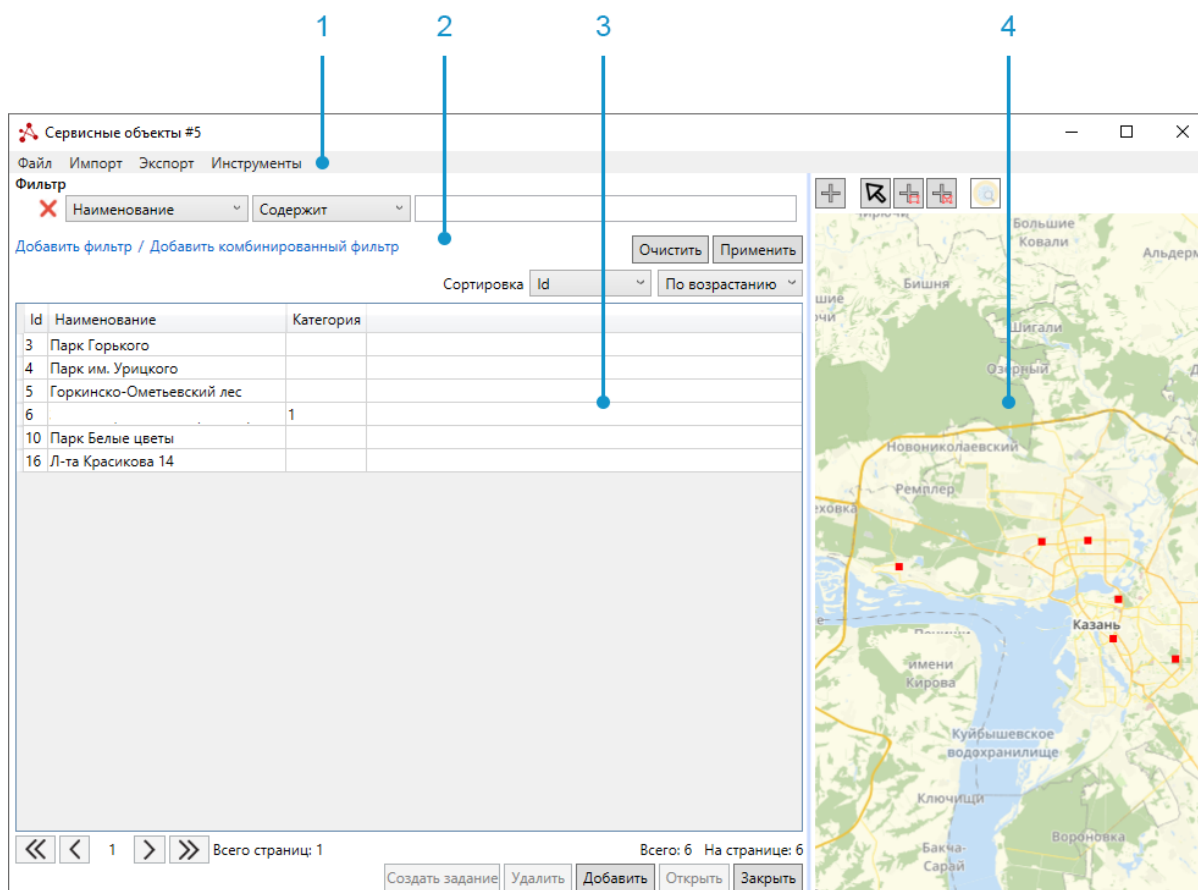 1 2 3 4
Сервисные объекты #5
Файл Импорт Экспорт Инструменты
Фильтр
Наименование Содержит
Добавить фильтр / Добавить комбинированный фильтр
Очистить Применить
Сортировка Id По возрастанию
Id Наименование Категория
3 Парк Горького
4 Парк им. Урицкого
5 Горкинско-Ометьевский лес
6 1
10 Парк Белые цветы
16 Л-та Красикова 14
1 Всего страниц: 1
Всего: 6 На странице: 6
Создать задание Удалить Добавить Открыть Закрыть
Большие
Ковали
Альдерм
Бишня
шие
Шигали
Озерный
Новониколаевский
Ремплер
еховка
Казань
имени
Кирова
Куйбышевское
водохранилище
Ключищи
Вороновка
Бакча-
Сарай